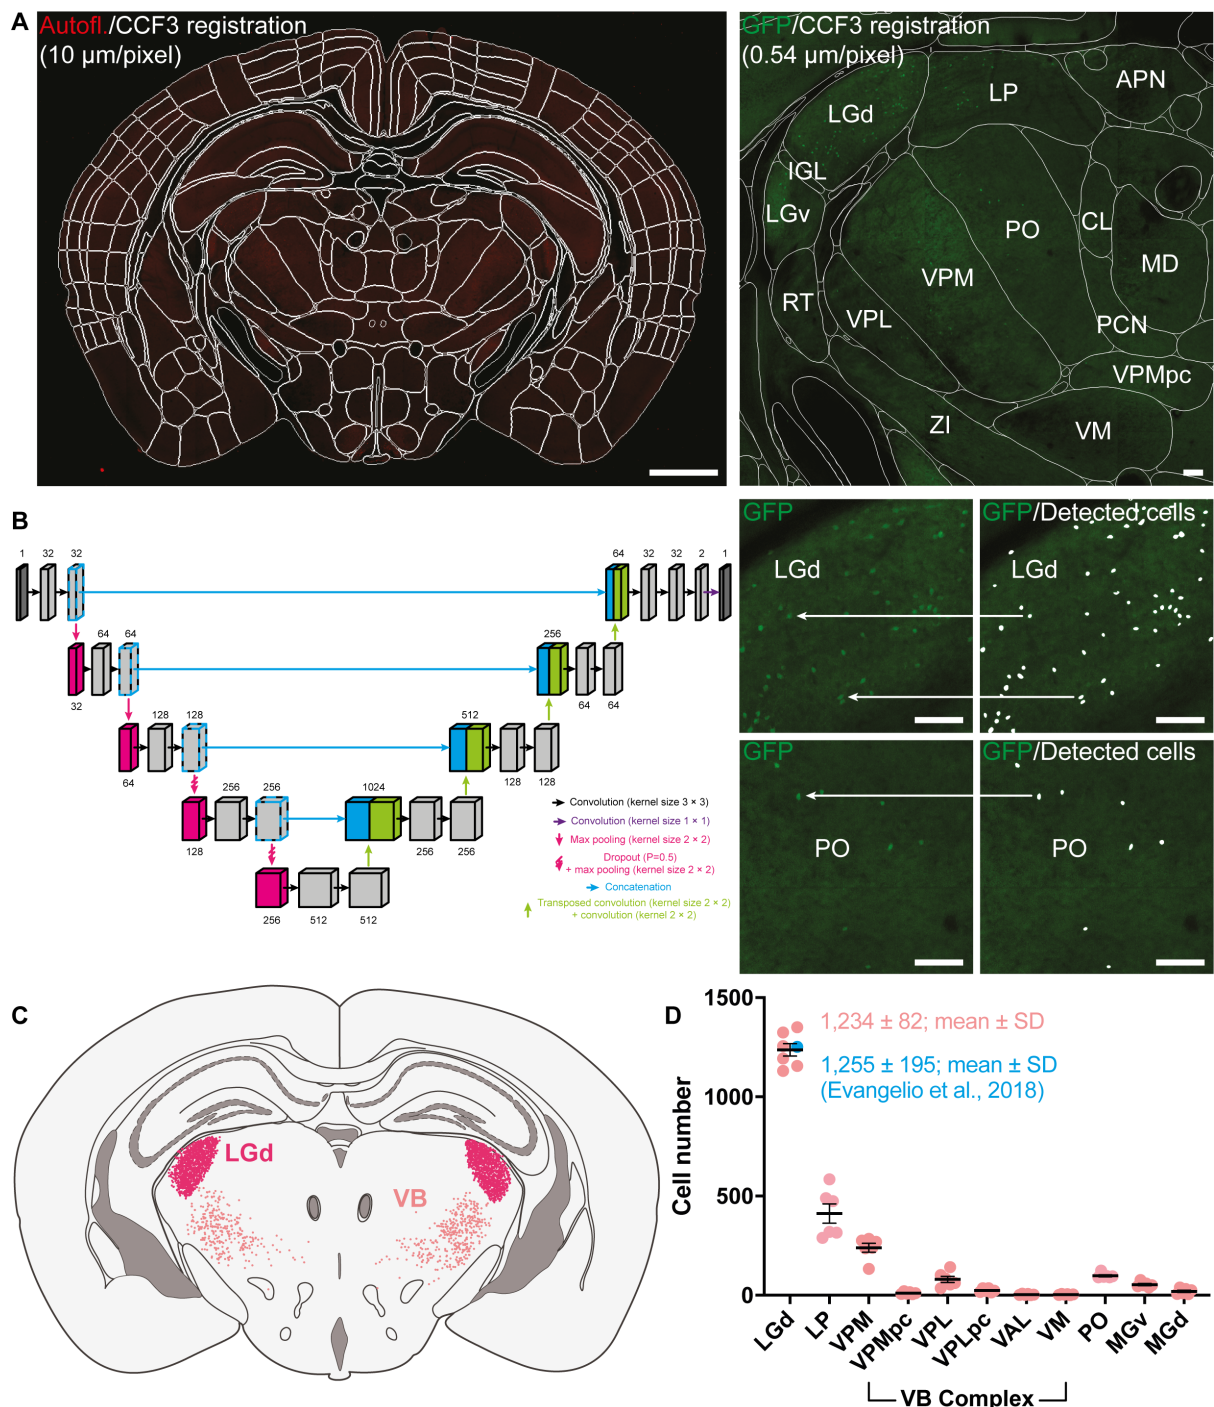 A
Autofl./CCF3 registration
(10 µm/pixel)
GFP/CCF3 registration
(0.54 µm/pixel)
LGd
LP
APN
IGL
LGv
PO
CL
MD
VPM
RT
VPL
PCN
VPMpc
ZI
VM
B
1 32 32
64 32 32 2 1
64 64
32
256
64 64
128 128
64
512
128 128
256 256
128
1024
256 256
256 512 512
Convolution (kernel size 3 × 3)
Convolution (kernel size 1 × 1)
Max pooling (kernel size 2 × 2)
Dropout (P=0.5)
+ max pooling (kernel size 2 × 2)
Concatenation
Transposed convolution (kernel size 2 × 2)
+ convolution (kernel 2 × 2)
GFP
LGd
GFP/Detected cells
LGd
GFP
PO
GFP/Detected cells
PO
C
LGd
VB
D
1,234 ± 82; mean ± SD
1,255 ± 195; mean ± SD
(Evangelio et al., 2018)
Cell number
1500
1000
500
0
LGd
LP
VPM
VPMpc
VPL
VPLpc
VAL
VM
PO
MGv
MGd
VB Complex